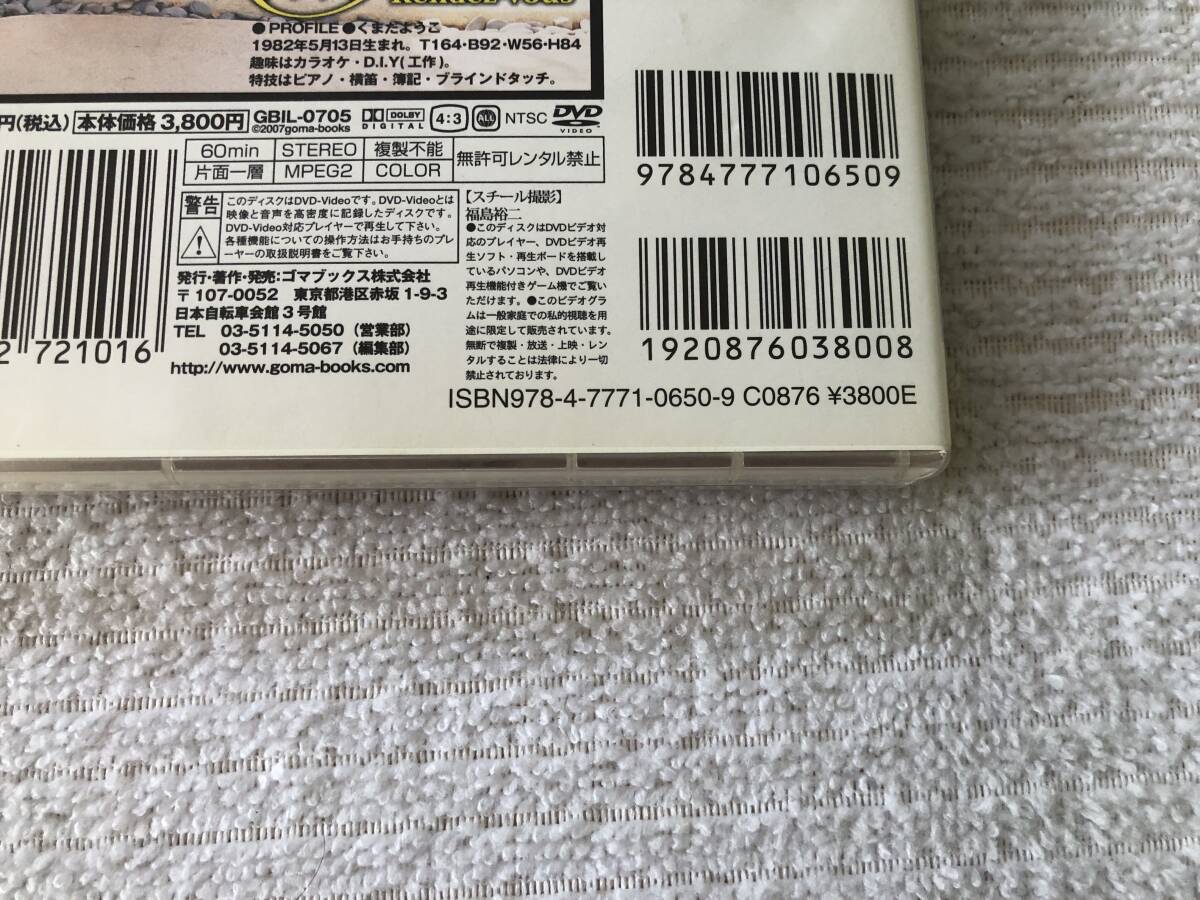 Rendez-vous
●PROFILE●くまだようこ
1982年5月13日生まれ。T164・B92・W56・H84
趣味はカラオケ・D.I.Y(工作)。
特技はピアノ・横笛・簿記・ブラインドタッチ。
円(税込) 本体価格3,800円 GBIL-0705 ©2007goma-books DOLBY DIGITAL 4:3 ALL NTSC DVD VIDEO
60min STEREO 複製不能 無許可レンタル禁止
片面一層 MPEG2 COLOR
警告 このディスクはDVD-Videoです。DVD-Videoとは
映像と音声を高密度に記録したディスクです。
DVD-Video対応プレイヤーで再生して下さい。
各種機能についての操作方法はお手持ちのプレ
ーヤーの取扱説明書をご覧下さい。
発行・著作・発売:ゴマブックス株式会社
〒107-0052 東京都港区赤坂1-9-3
日本自転車会館3号館
TEL 03-5114-5050(営業部)
03-5114-5067(編集部)
http://www.goma-books.com
【スチール撮影】
福島裕二
●このディスクはDVDビデオ対
応のプレイヤー、DVDビデオ再
生ソフト・再生ボードを搭載し
ているパソコンや、DVDビデオ
再生機能付きゲーム機でご覧い
ただけます。●このビデオグラ
ムは一般家庭での私的視聴を用
途に限定して販売されています。
無断で複製・放送・上映・レン
タルすることは法律により一切
禁止されております。
9784777106509
1920876038008
2 721016
ISBN978-4-7771-0650-9 C0876 ¥3800E